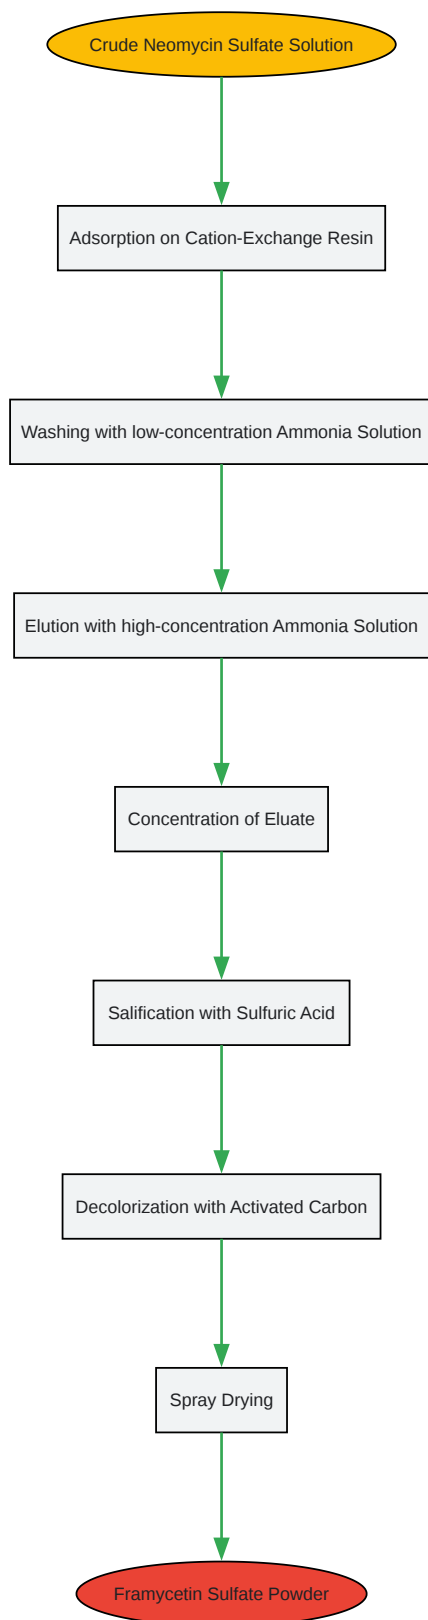 Crude Neomycin Sulfate Solution
Adsorption on Cation-Exchange Resin
Washing with low-concentration Ammonia Solution
Elution with high-concentration Ammonia Solution
Concentration of Eluate
Salification with Sulfuric Acid
Decolorization with Activated Carbon
Spray Drying
Framycetin Sulfate Powder